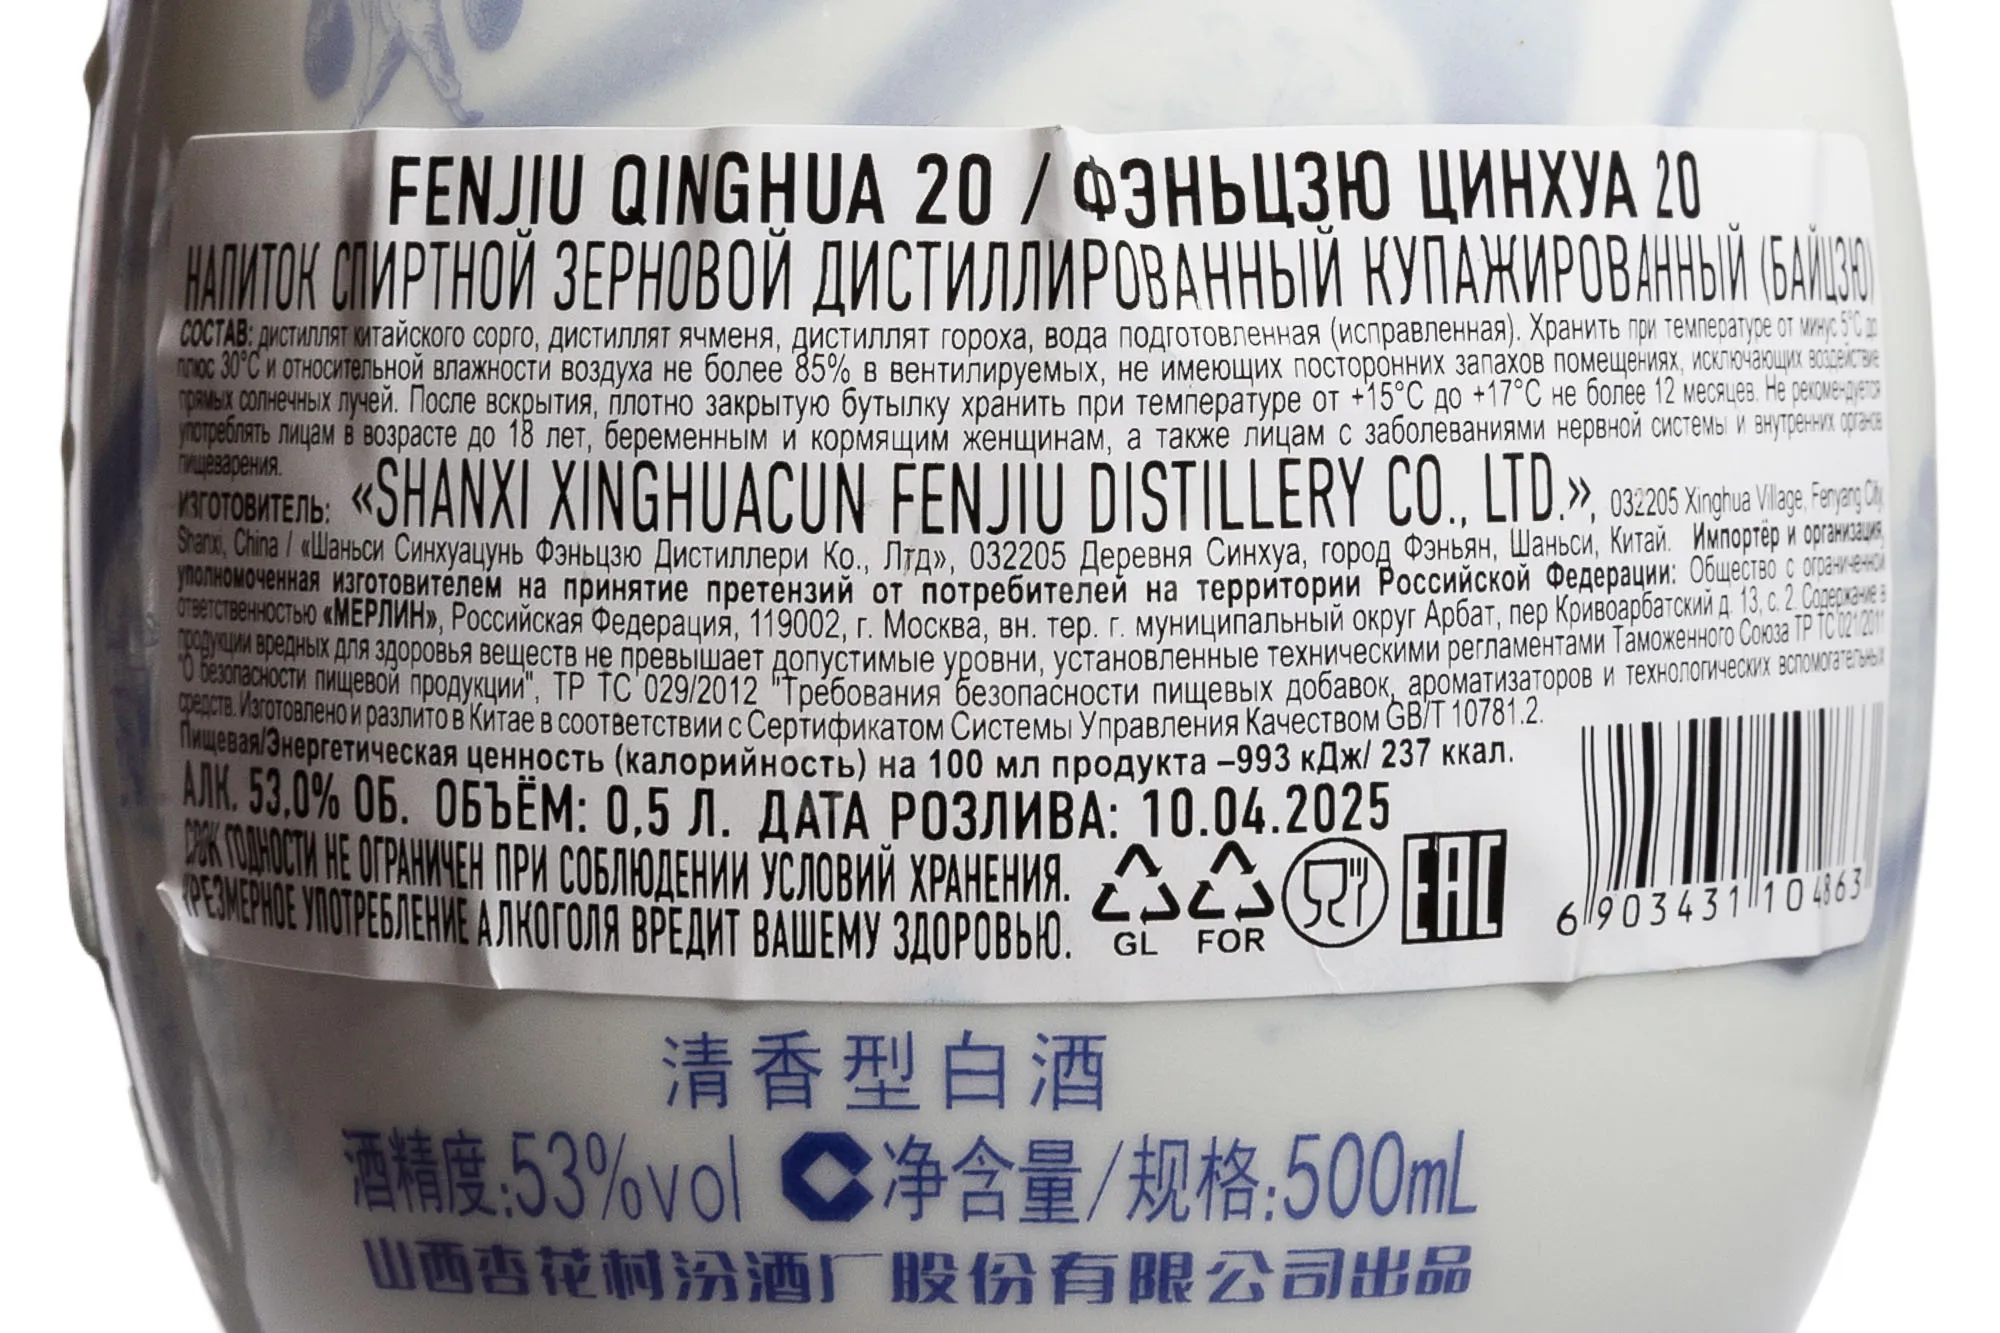 FENJIU QINGHUA 20 / ФЭНЬЦЗЮ ЦИНХУА 20
НАПИТОК СПИРТНОЙ ЗЕРНОВОЙ ДИСТИЛЛИРОВАННЫЙ КУПАЖИРОВАННЫЙ (БАЙЦЗЮ)
СОСТАВ: дистиллят китайского сорго, дистиллят ячменя, дистиллят гороха, вода подготовленная (исправленная). Хранить при температуре от минус 5°С до
плюс 30°С и относительной влажности воздуха не более 85% в вентилируемых, не имеющих посторонних запахов помещениях, исключающих воздействие
прямых солнечных лучей. После вскрытия, плотно закрытую бутылку хранить при температуре от +15°С до +17°С не более 12 месяцев. Не рекомендуется
употреблять лицам в возрасте до 18 лет, беременным и кормящим женщинам, а также лицам с заболеваниями нервной системы и внутренних органов
пищеварения.
ИЗГОТОВИТЕЛЬ: «SHANXI XINGHUACUN FENJIU DISTILLERY CO., LTD.», 032205 Xinghua Village, Fenyang City,
Shanxi, China / «Шаньси Синхуацунь Фэньцзю Дистиллери Ко., Лтд», 032205 Деревня Синхуа, город Фэньян, Шаньси, Китай. Импортёр и организация,
уполномоченная изготовителем на принятие претензий от потребителей на территории Российской Федерации: Общество с ограниченной
ответственностью «МЕРЛИН», Российская Федерация, 119002, г. Москва, вн. тер. г. муниципальный округ Арбат, пер Кривоарбатский д. 13, с. 2. Содержание в
продукции вредных для здоровья веществ не превышает допустимые уровни, установленные техническими регламентами Таможенного Союза ТР ТС 021/2011
"О безопасности пищевой продукции", ТР ТС 029/2012 "Требования безопасности пищевых добавок, ароматизаторов и технологических вспомогательных
средств. Изготовлено и разлито в Китае в соответствии с Сертификатом Системы Управления Качеством GB/T 10781.2.
Пищевая/Энергетическая ценность (калорийность) на 100 мл продукта –993 кДж/ 237 ккал.
АЛК. 53,0% ОБ. ОБЪЁМ: 0,5 Л. ДАТА РОЗЛИВА: 10.04.2025
СРОК ГОДНОСТИ НЕ ОГРАНИЧЕН ПРИ СОБЛЮДЕНИИ УСЛОВИЙ ХРАНЕНИЯ.
ЧРЕЗМЕРНОЕ УПОТРЕБЛЕНИЕ АЛКОГОЛЯ ВРЕДИТ ВАШЕМУ ЗДОРОВЬЮ.
GL FOR EAC
6 903431 104863
清香型白酒
酒精度:53%vol 净含量/规格:500mL
山西杏花村汾酒厂股份有限公司出品